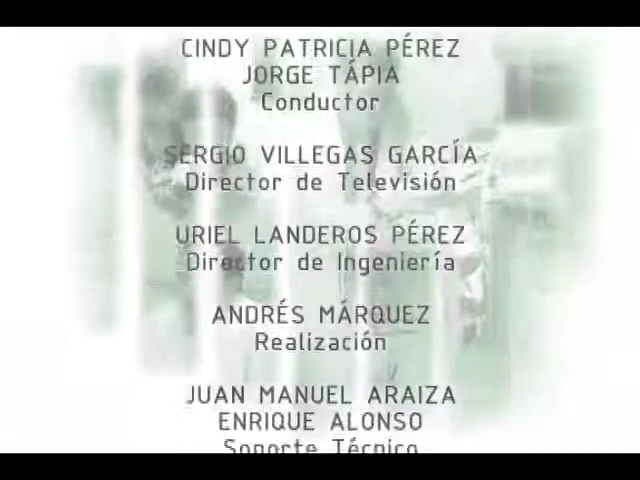 CINDY PATRICIA PÉREZ
JORGE TÁPIA
Conductor
SERGIO VILLEGAS GARCÍA
Director de Televisión
URIEL LANDEROS PÉREZ
Director de Ingeniería
ANDRÉS MÁRQUEZ
Realización
JUAN MANUEL ARAIZA
ENRIQUE ALONSO
Soporte Técnico